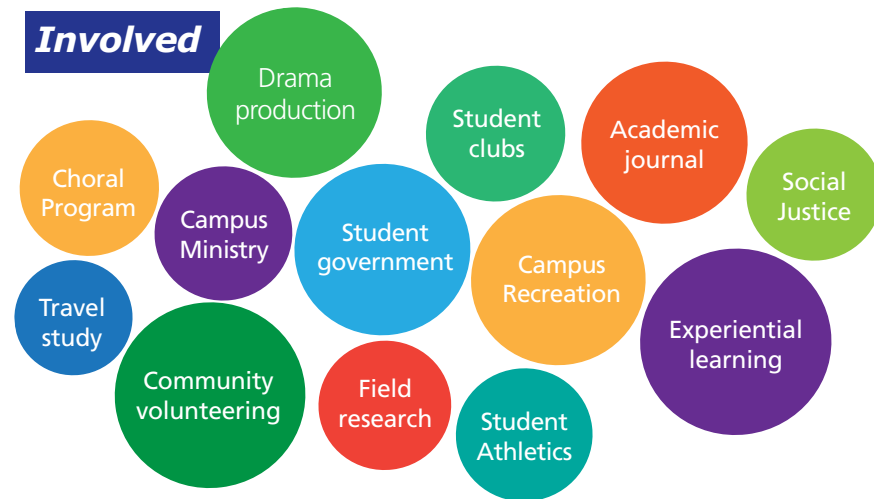 Involved
Drama
production
Student
clubs
Academic
journal
Choral
Program
Campus
Ministry
Student
government
Campus
Recreation
Social
Justice
Travel
study
Community
volunteering
Field
research
Student
Athletics
Experiential
learning